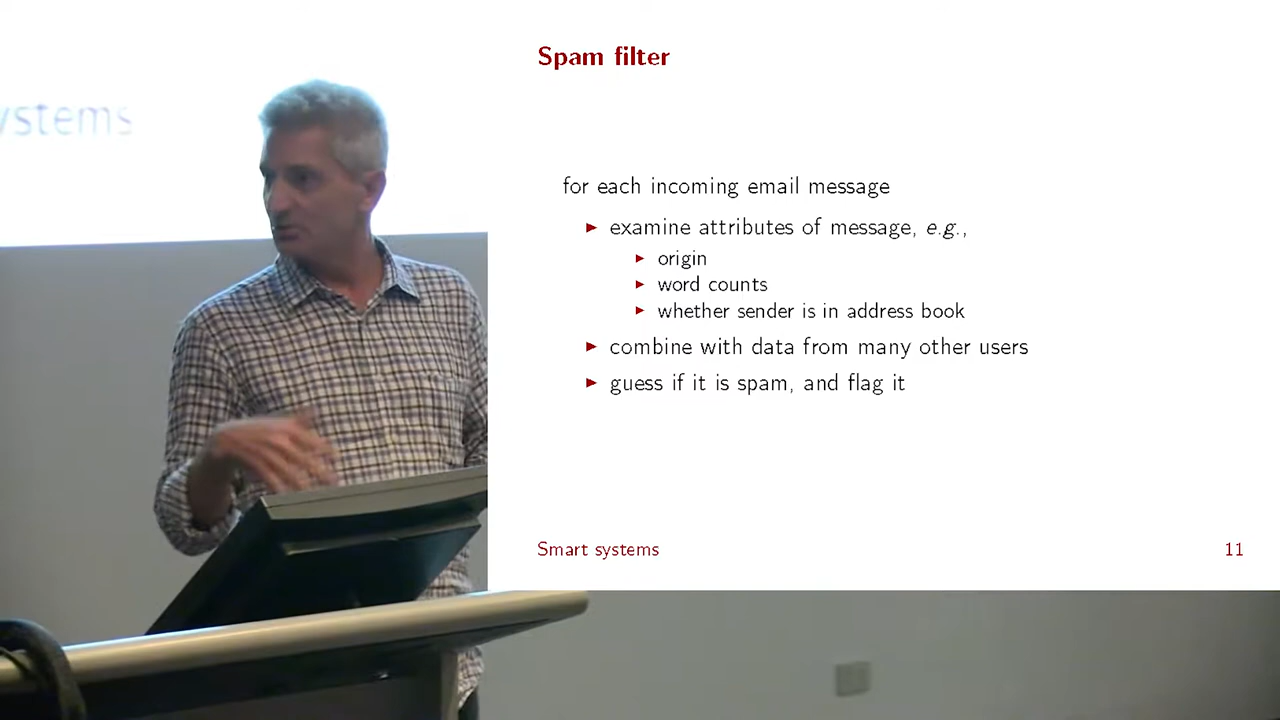 Spam filter
for each incoming email message
▶ examine attributes of message, e.g.,
▶ origin
▶ word counts
▶ whether sender is in address book
▶ combine with data from many other users
▶ guess if it is spam, and flag it
Smart systems 11
ystems